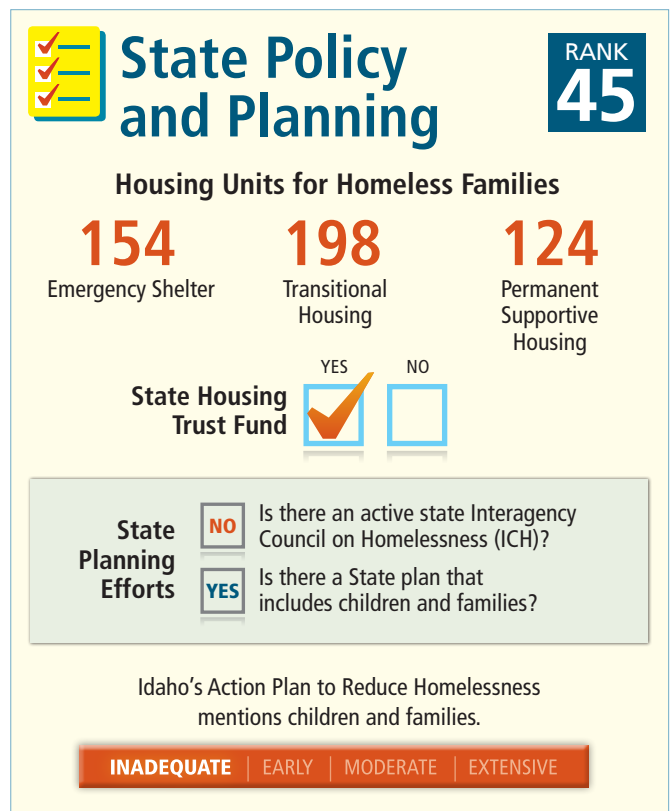 State Policy
and Planning
RANK
45
Housing Units for Homeless Families
154
Emergency Shelter
198
Transitional
Housing
124
Permanent
Supportive
Housing
YES
NO
State Housing
Trust Fund
State
Planning
Efforts
NO
Is there an active state Interagency
Council on Homelessness (ICH)?
YES
Is there a State plan that
includes children and families?
Idaho’s Action Plan to Reduce Homelessness
mentions children and families.
INADEQUATE | EARLY | MODERATE | EXTENSIVE